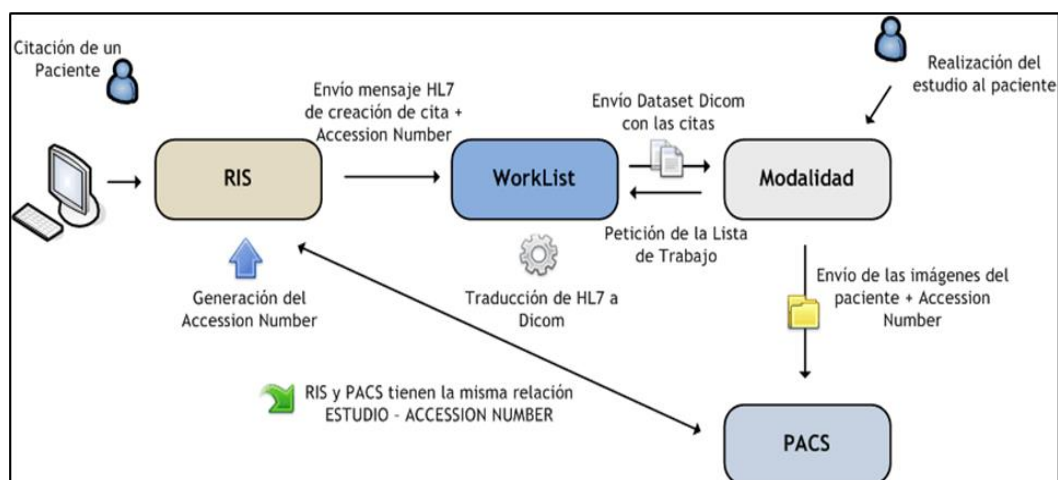 Citación de un
Paciente
Envío mensaje HL7
de creación de cita +
Accession Number
Envío Dataset Dicom
con las citas
Realización del
estudio al paciente
RIS
WorkList
Modalidad
Petición de la Lista
de Trabajo
Generación del
Accession Number
Traducción de HL7 a
Dicom
Envío de las imágenes del
paciente + Accession
Number
RIS y PACS tienen la misma relación
ESTUDIO - ACCESSION NUMBER
PACS